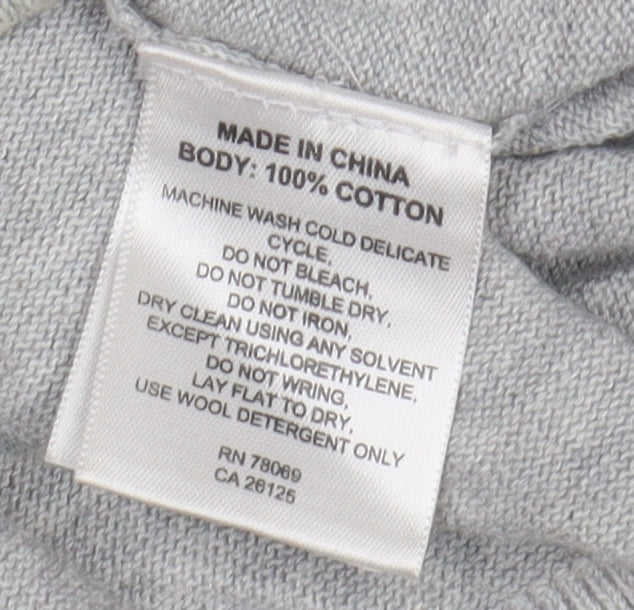 MADE IN CHINA
BODY: 100% COTTON
MACHINE WASH COLD DELICATE
CYCLE,
DO NOT BLEACH,
DO NOT TUMBLE DRY,
DO NOT IRON,
DRY CLEAN USING ANY SOLVENT
EXCEPT TRICHLORETHYLENE,
DO NOT WRING,
LAY FLAT TO DRY,
USE WOOL DETERGENT ONLY
RN 78069
CA 26125